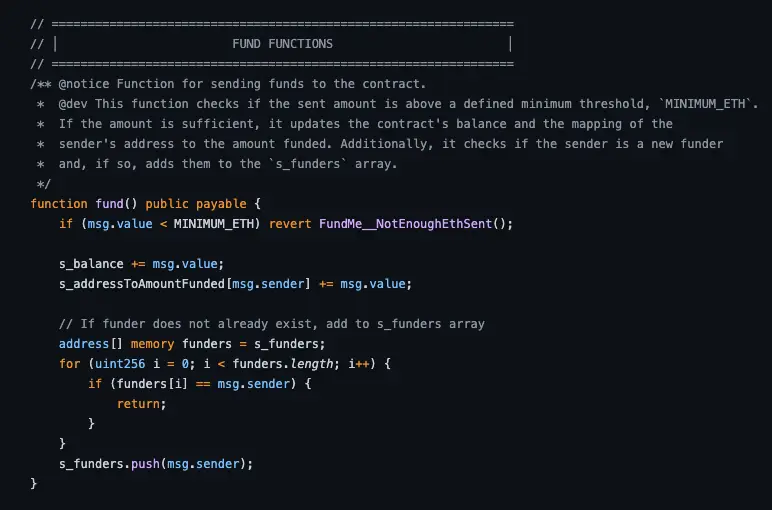 // ================================================================
// │                        FUND FUNCTIONS                        │
// ================================================================
/** @notice Function for sending funds to the contract.
 *  @dev This function checks if the sent amount is above a defined minimum threshold, `MINIMUM_ETH`.
 *  If the amount is sufficient, it updates the contract's balance and the mapping of the
 *  sender's address to the amount funded. Additionally, it checks if the sender is a new funder
 *  and, if so, adds them to the `s_funders` array.
 */
function fund() public payable {
    if (msg.value < MINIMUM_ETH) revert FundMe__NotEnoughEthSent();

    s_balance += msg.value;
    s_addressToAmountFunded[msg.sender] += msg.value;

    // If funder does not already exist, add to s_funders array
    address[] memory funders = s_funders;
    for (uint256 i = 0; i < funders.length; i++) {
        if (funders[i] == msg.sender) {
            return;
        }
    }
    s_funders.push(msg.sender);
}